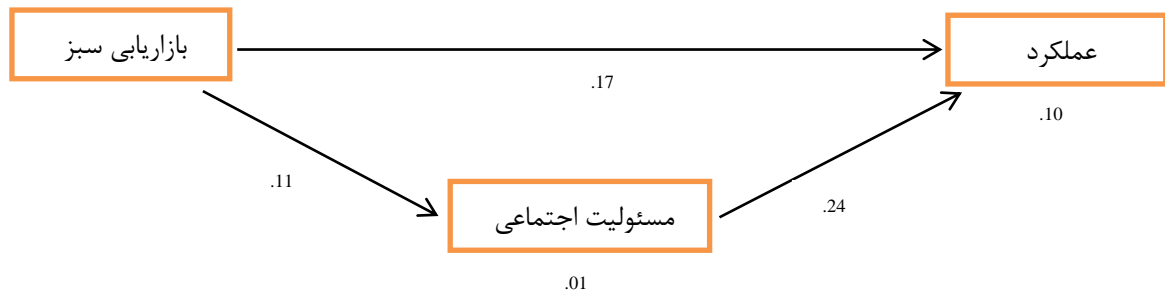 بازاریابی سبز
عملکرد
.17
.10
.11
مسئولیت اجتماعی
.24
.01